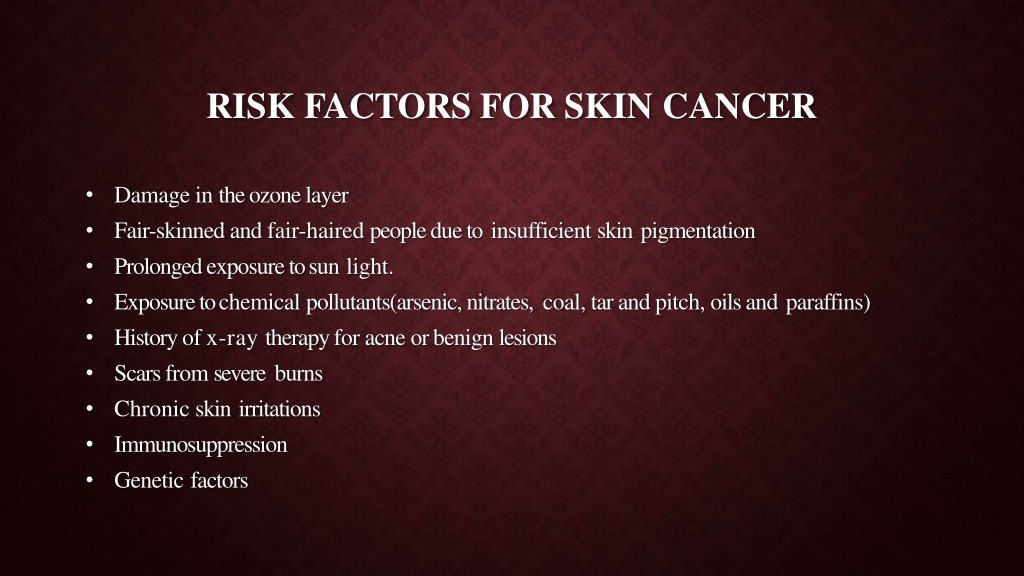 RISK FACTORS FOR SKIN CANCER
• Damage in the ozone layer
• Fair-skinned and fair-haired people due to insufficient skin pigmentation
• Prolonged exposure to sun light.
• Exposure to chemical pollutants(arsenic, nitrates, coal, tar and pitch, oils and paraffins)
• History of x-ray therapy for acne or benign lesions
• Scars from severe burns
• Chronic skin irritations
• Immunosuppression
• Genetic factors